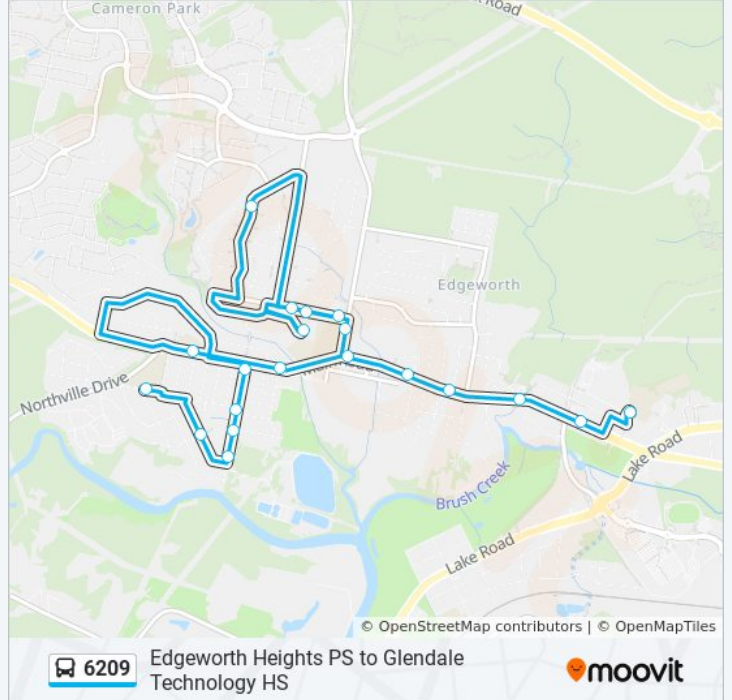 Cameron Park
Road
Edgeworth
Northville Drive
Lake Road
Brush Creek
Lake Road
© OpenStreetMap contributors | © OpenMapTiles
6209
Edgeworth Heights PS to Glendale
Technology HS
moovit